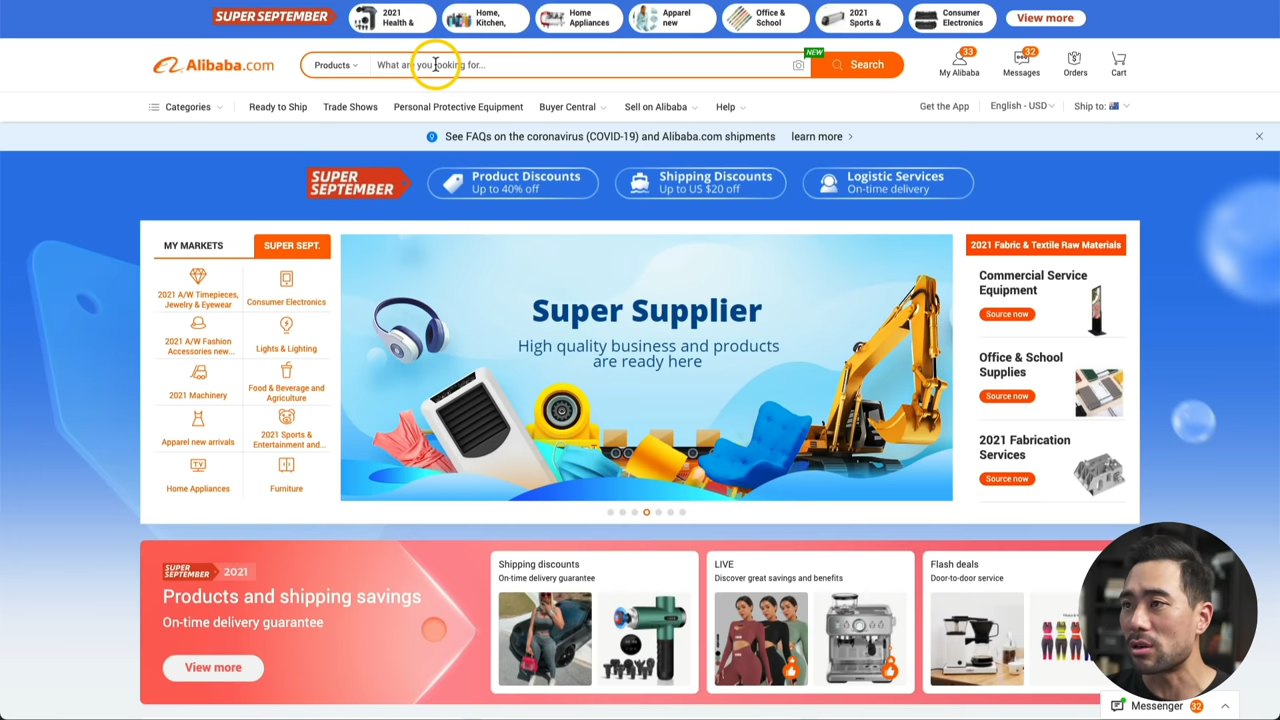 SUPER SEPTEMBER
2021
Health &
Home,
Kitchen,
Home
Appliances
Apparel
new
Office &
School
2021
Sports &
Consumer
Electronics
View more
Alibaba.com
Products
What are you looking for...
NEW
Search
33
My Alibaba
32
Messages
Orders
Cart
Categories
Ready to Ship
Trade Shows
Personal Protective Equipment
Buyer Central
Sell on Alibaba
Help
Get the App
English - USD
Ship to:
See FAQs on the coronavirus (COVID-19) and Alibaba.com shipments
learn more
SUPER
SEPTEMBER
Product Discounts
Up to 40% off
Shipping Discounts
Up to US $20 off
Logistic Services
On-time delivery
MY MARKETS
SUPER SEPT.
2021 A/W Timepieces,
Jewelry & Eyewear
Consumer Electronics
2021 A/W Fashion
Accessories new...
Lights & Lighting
2021 Machinery
Food & Beverage and
Agriculture
Apparel new arrivals
2021 Sports &
Entertainment and...
TV
Home Appliances
Furniture
Super Supplier
High quality business and products
are ready here
2021 Fabric & Textile Raw Materials
Commercial Service
Equipment
Source now
Office & School
Supplies
Source now
2021 Fabrication
Services
Source now
SUPER
SEPTEMBER
2021
Products and shipping savings
On-time delivery guarantee
View more
Shipping discounts
On-time delivery guarantee
LIVE
Discover great savings and benefits
Flash deals
Door-to-door service
Messenger
32